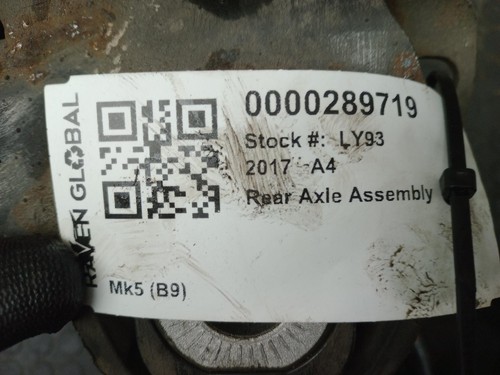 RAVEN GLOBAL
0000289719
Stock #: LY93
2017 A4
Rear Axle Assembly
Mk5 (B9)